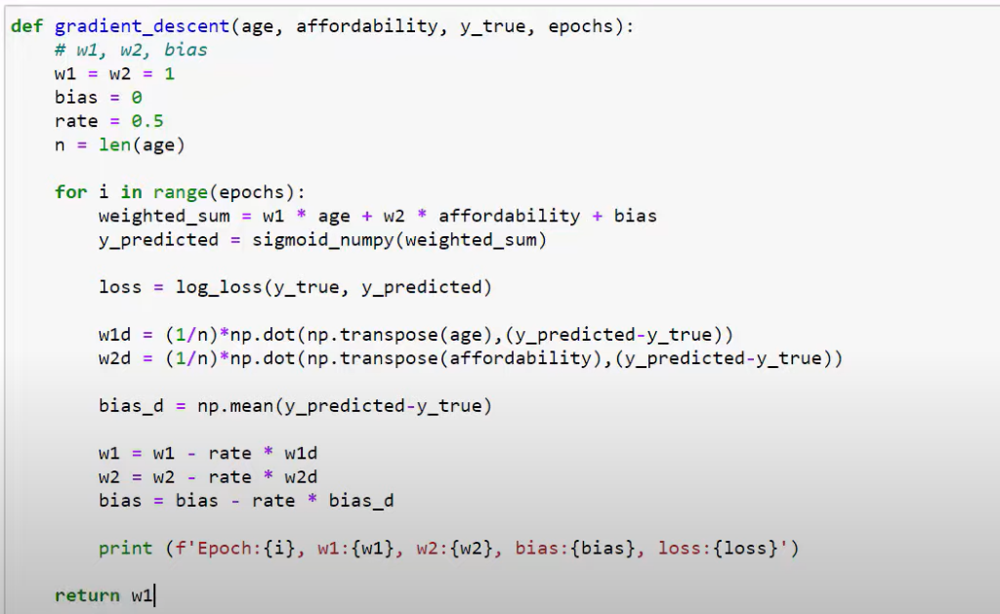 def gradient_descent(age, affordability, y_true, epochs):
    # w1, w2, bias
    w1 = w2 = 1
    bias = 0
    rate = 0.5
    n = len(age)
    for i in range(epochs):
        weighted_sum = w1 * age + w2 * affordability + bias
        y_predicted = sigmoid_numpy(weighted_sum)
        loss = log_loss(y_true, y_predicted)
        w1d = (1/n)*np.dot(np.transpose(age),(y_predicted-y_true))
        w2d = (1/n)*np.dot(np.transpose(affordability),(y_predicted-y_true))
        bias_d = np.mean(y_predicted-y_true)
        w1 = w1 - rate * w1d
        w2 = w2 - rate * w2d
        bias = bias - rate * bias_d
        print (f'Epoch:{i}, w1:{w1}, w2:{w2}, bias:{bias}, loss:{loss}')
    return w1